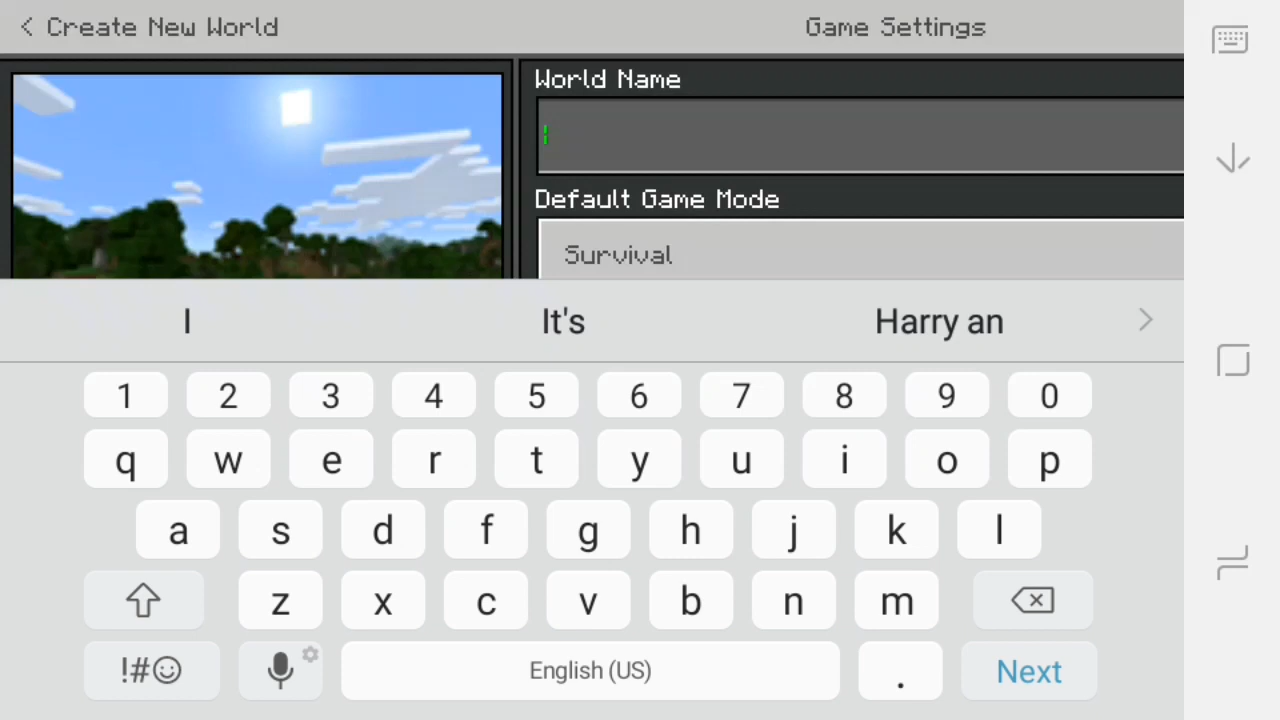 Create New World
Game Settings
World Name
Default Game Mode
Survival
I It's Harry an
1 2 3 4 5 6 7 8 9 0
q w e r t y u i o p
a s d f g h j k l
z x c v b n m
!#☺ English (US) . Next